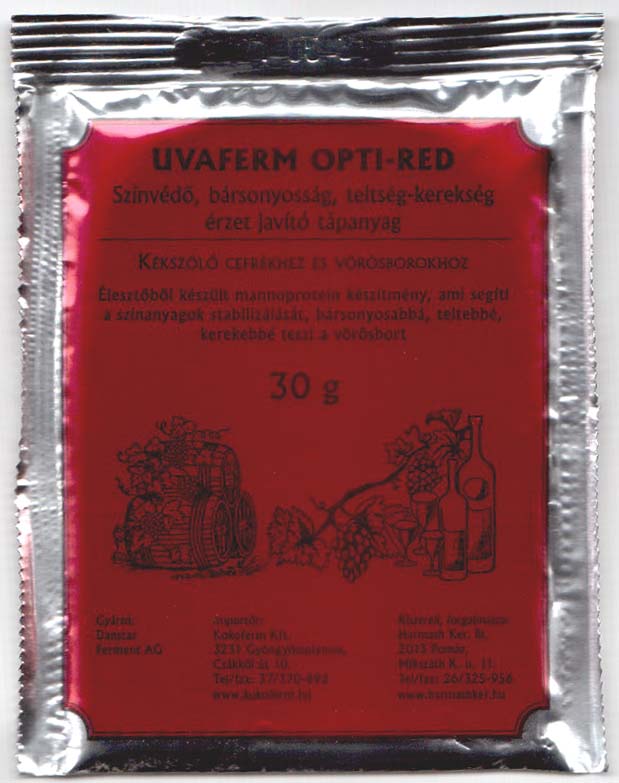 UVAFERM OPTI-RED
Színvédő, bársonyosság, teltség-kerekség
érzet javító tápanyag
KÉKSZŐLŐ CEFRÉKHEZ ÉS VÖRÖSBOROKHOZ
Élesztőből készült mannoprotein készítmény, ami segíti
a színanyagok stabilizálását, bársonyosabbá, teltebbé,
kerekebbé teszi a vörösbort
30 g
Gyártó:
Danstar
Ferment AG
Importőr:
Kokoferm Kft.
3231 Gyöngyössolymos,
Csákkői út 10.
Tel/fax: 37/370-892
www.kokoferm.hu
Kiszereli, forgalmazza:
Harmath Ker. Bt.
2013 Pomáz,
Mikszáth K. u. 11.
Tel/fax: 26/325-956
www.harmathker.hu